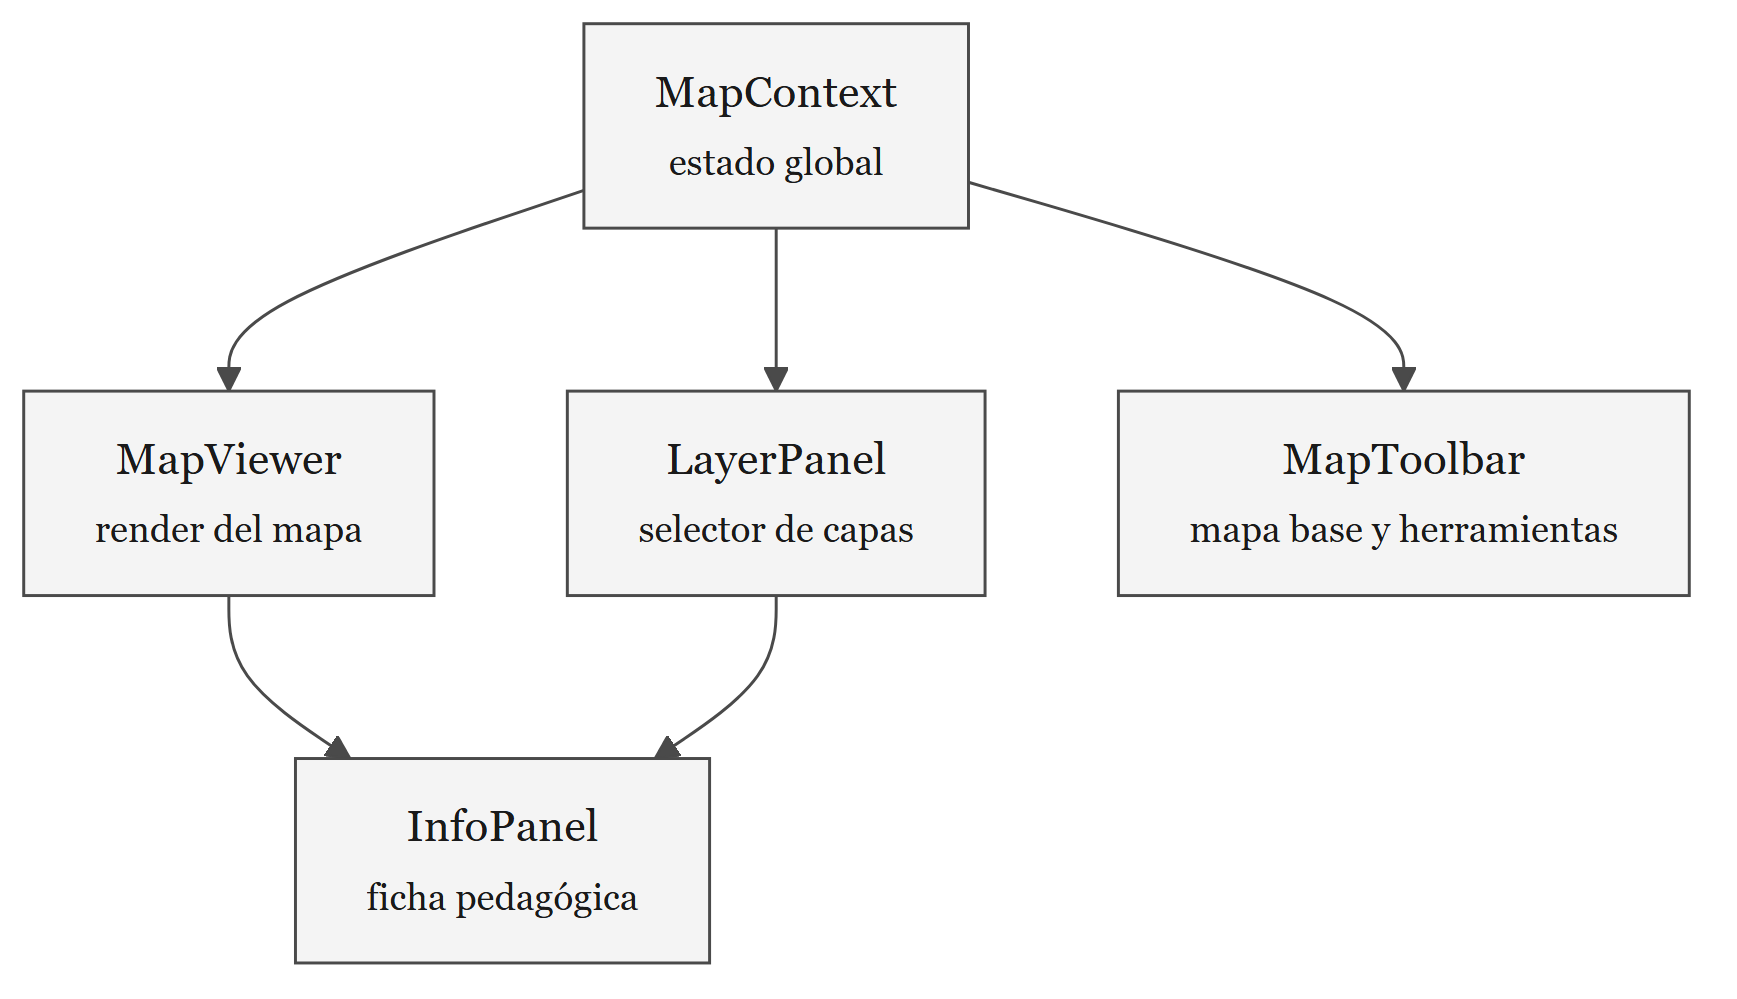 MapContext
estado global
MapViewer
render del mapa
LayerPanel
selector de capas
MapToolbar
mapa base y herramientas
InfoPanel
ficha pedagógica